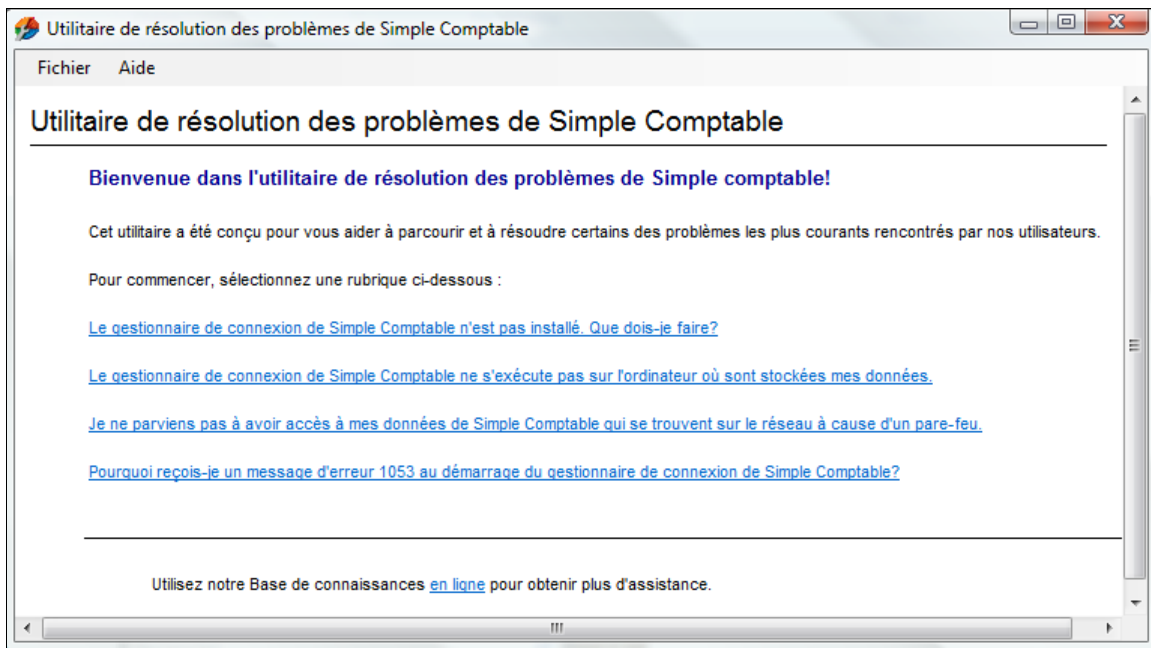 Utilitaire de résolution des problèmes de Simple Comptable
Fichier Aide
Utilitaire de résolution des problèmes de Simple Comptable
Bienvenue dans l'utilitaire de résolution des problèmes de Simple comptable!
Cet utilitaire a été conçu pour vous aider à parcourir et à résoudre certains des problèmes les plus courants rencontrés par nos utilisateurs.
Pour commencer, sélectionnez une rubrique ci-dessous :
Le gestionnaire de connexion de Simple Comptable n'est pas installé. Que dois-je faire?
Le gestionnaire de connexion de Simple Comptable ne s'exécute pas sur l'ordinateur où sont stockées mes données.
Je ne parviens pas à avoir accès à mes données de Simple Comptable qui se trouvent sur le réseau à cause d'un pare-feu.
Pourquoi reçois-je un message d'erreur 1053 au démarrage du gestionnaire de connexion de Simple Comptable?
Utilisez notre Base de connaissances en ligne pour obtenir plus d'assistance.